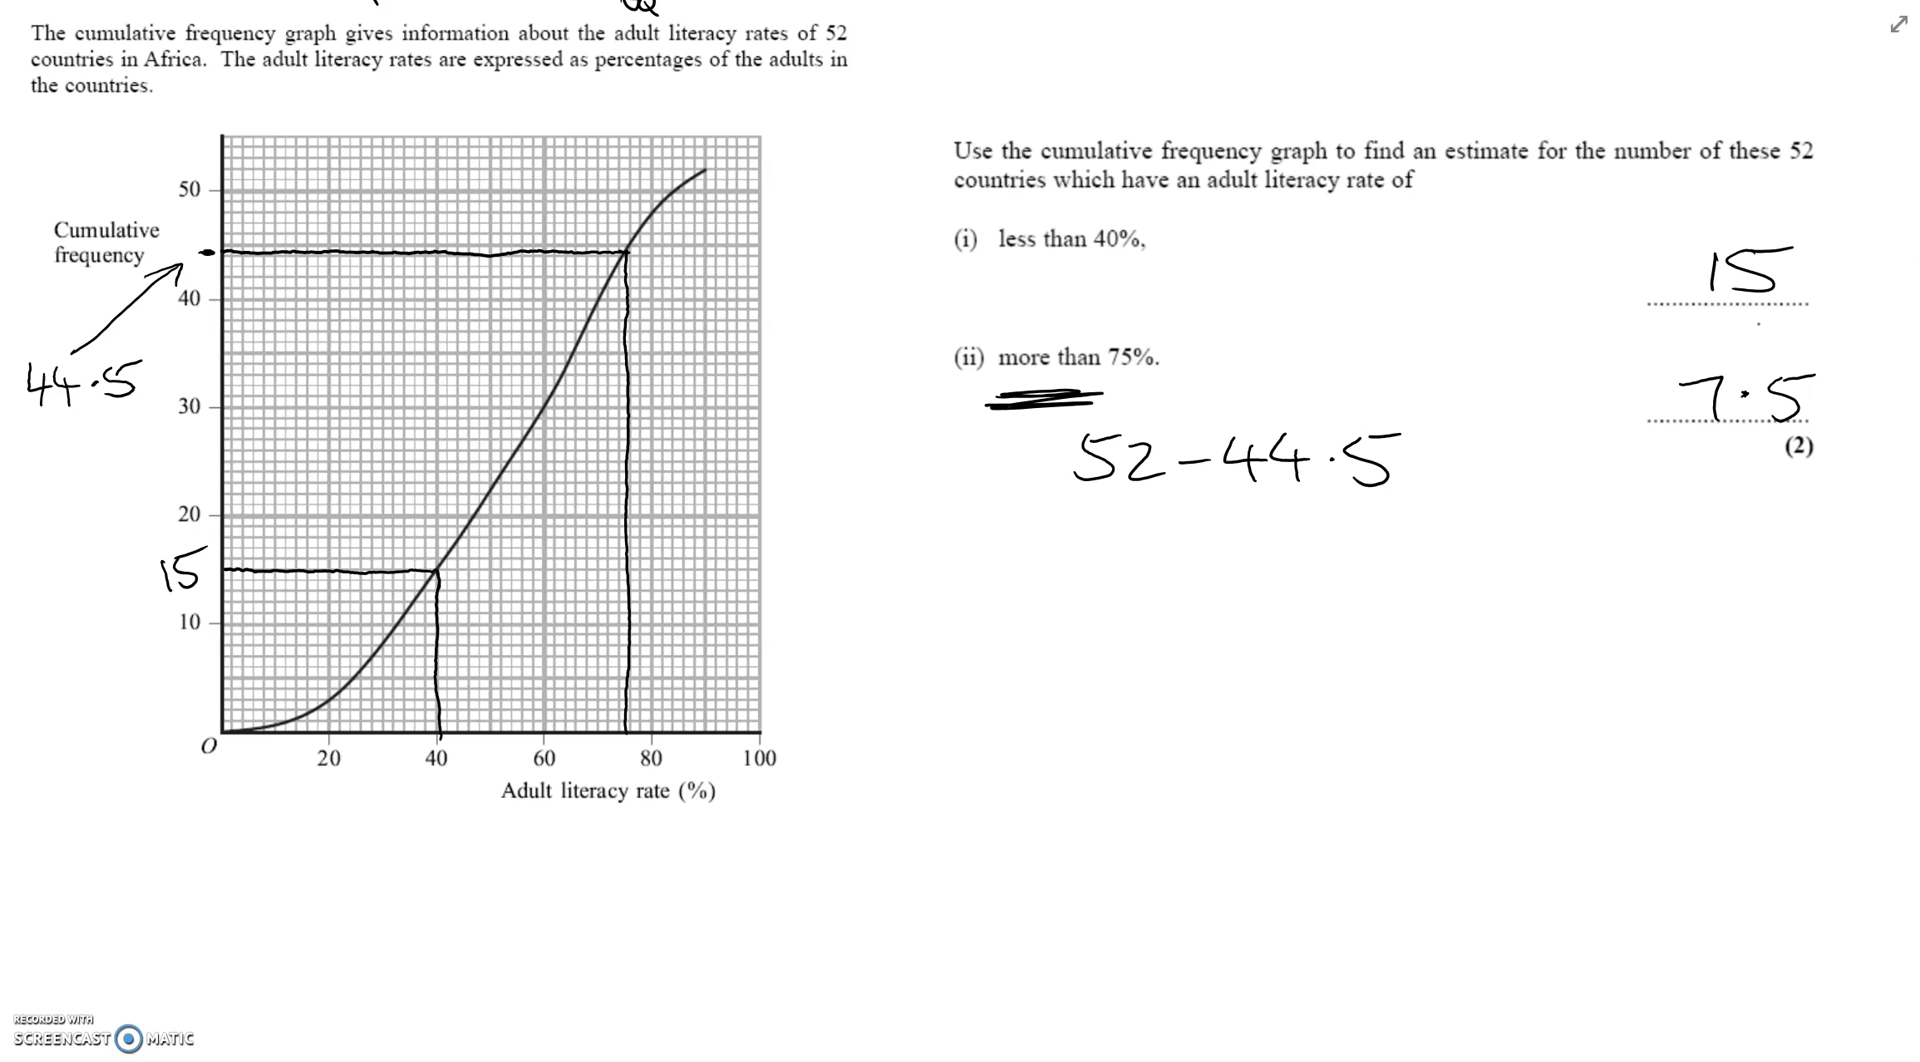 The cumulative frequency graph gives information about the adult literacy rates of 52
countries in Africa. The adult literacy rates are expressed as percentages of the adults in
the countries.
50
Cumulative
frequency
40
44.5
30
20
15
10
O
20 40 60 80 100
Adult literacy rate (%)
Use the cumulative frequency graph to find an estimate for the number of these 52
countries which have an adult literacy rate of
(i) less than 40%,
15
(ii) more than 75%.
7.5
(2)
52-44.5
RECORDED WITH
SCREENCAST MATIC